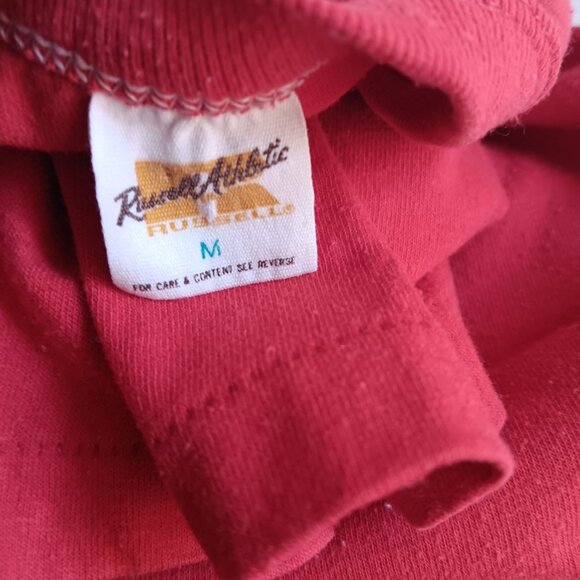 Russell Athletic
RUSSELL®
M
FOR CARE & CONTENT SEE REVERSE